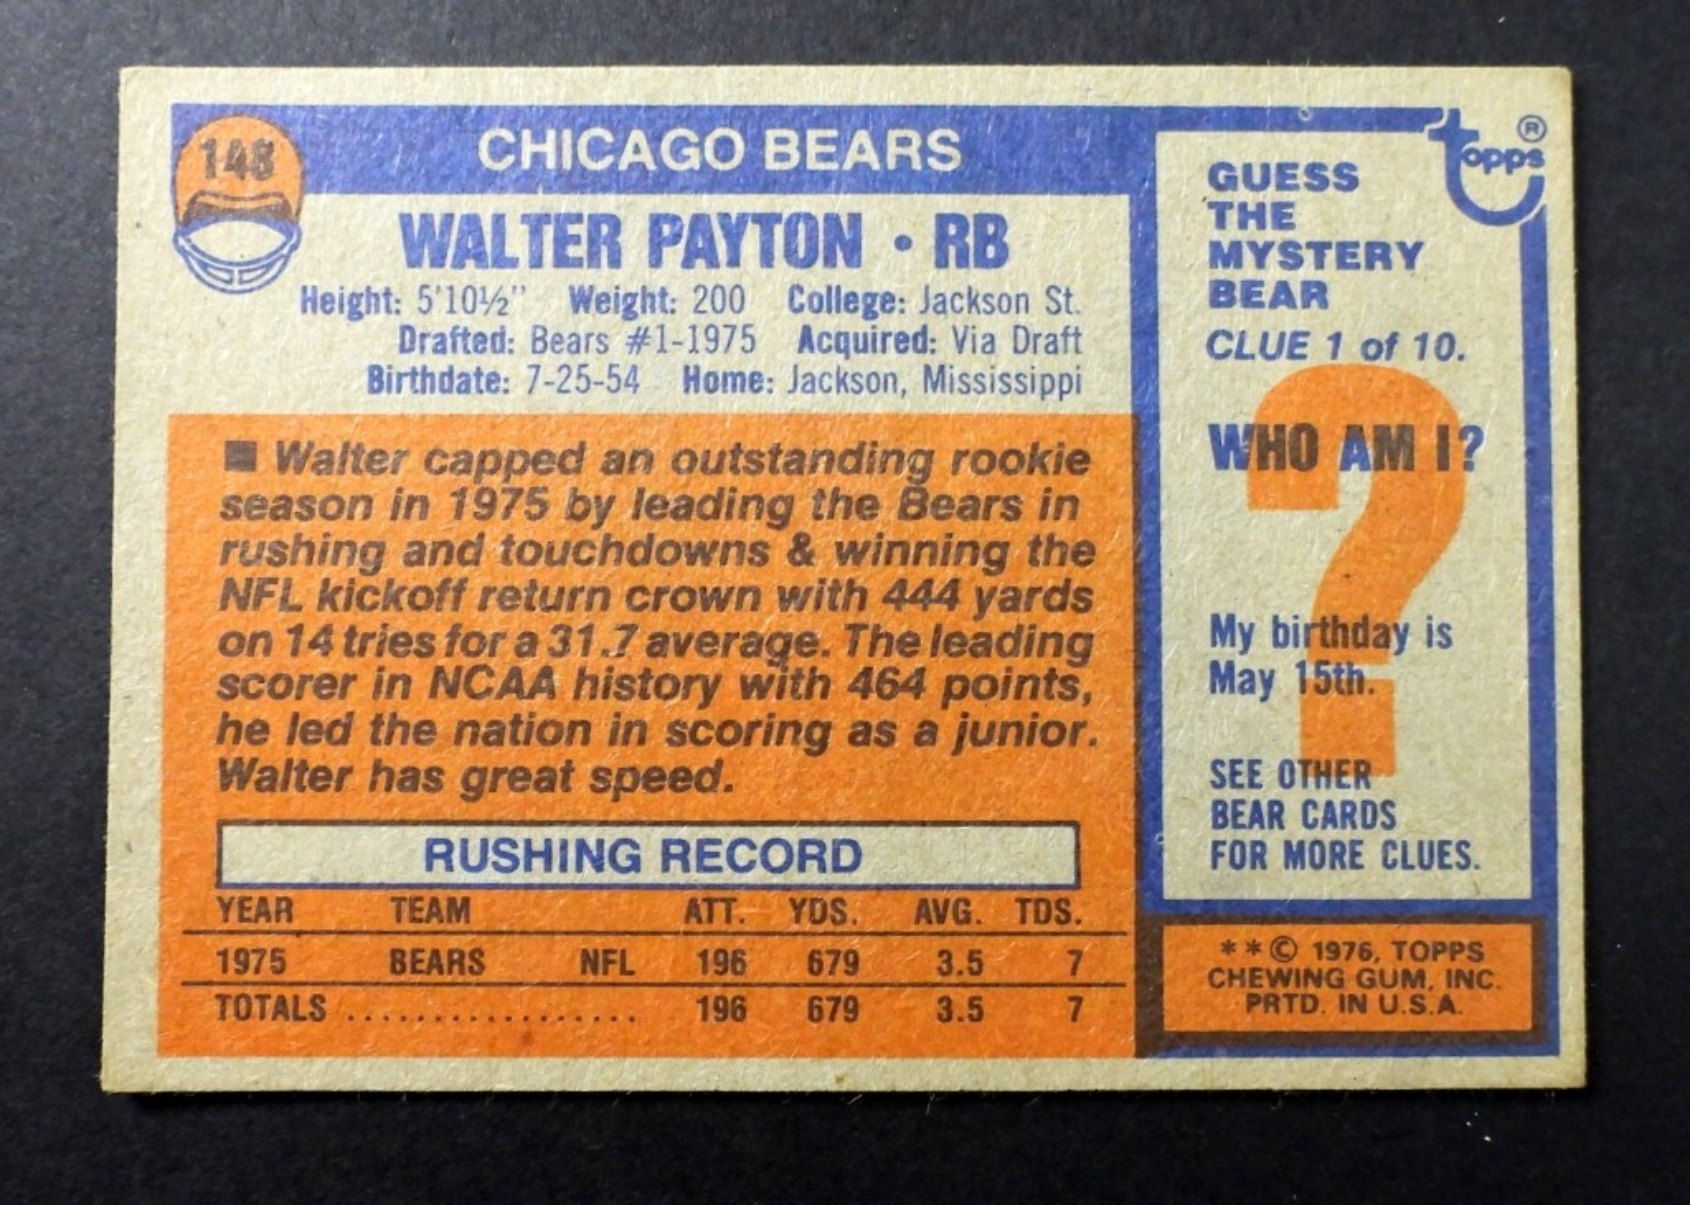 148
CHICAGO BEARS
WALTER PAYTON • RB
Height: 5'10½" Weight: 200 College: Jackson St.
Drafted: Bears #1-1975 Acquired: Via Draft
Birthdate: 7-25-54 Home: Jackson, Mississippi
■ Walter capped an outstanding rookie
season in 1975 by leading the Bears in
rushing and touchdowns & winning the
NFL kickoff return crown with 444 yards
on 14 tries for a 31.7 average. The leading
scorer in NCAA history with 464 points,
he led the nation in scoring as a junior.
Walter has great speed.
RUSHING RECORD
YEAR TEAM ATT. YDS. AVG. TDS.
1975 BEARS NFL 196 679 3.5 7
TOTALS .................. 196 679 3.5 7
topps ®
GUESS
THE
MYSTERY
BEAR
CLUE 1 of 10.
?
WHO AM I?
My birthday is
May 15th.
SEE OTHER
BEAR CARDS
FOR MORE CLUES.
* * © 1976, TOPPS
CHEWING GUM, INC.
PRTD. IN U.S.A.